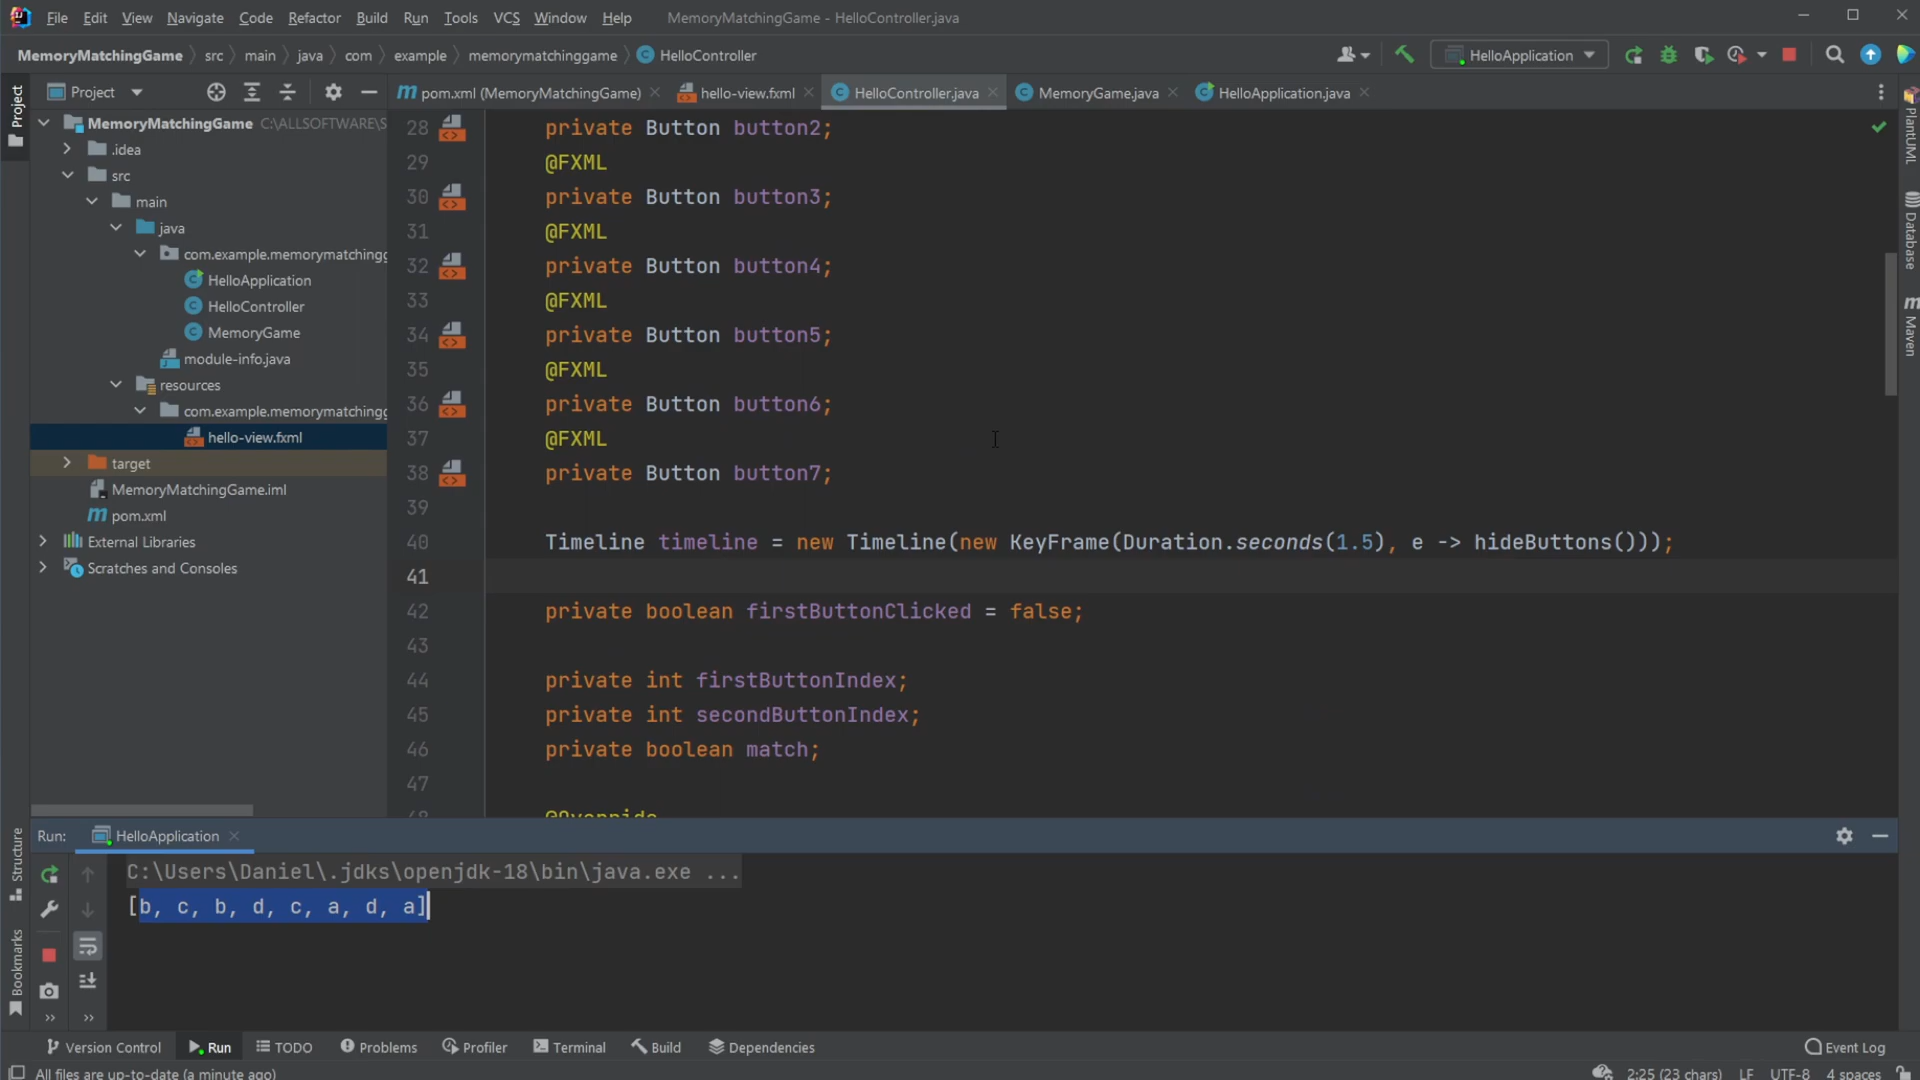 File Edit View Navigate Code Refactor Build Run Tools VCS Window Help MemoryMatchingGame - HelloController.java
MemoryMatchingGame src main java com example memorymatchinggame HelloController HelloApplication
Project
Project
pom.xml (MemoryMatchingGame) hello-view.fxml HelloController.java MemoryGame.java HelloApplication.java
MemoryMatchingGame C:\ALLSOFTWARE\S
.idea
src
main
java
com.example.memorymatchingg
HelloApplication
HelloController
MemoryGame
module-info.java
resources
com.example.memorymatchingg
hello-view.fxml
target
MemoryMatchingGame.iml
pom.xml
External Libraries
Scratches and Consoles
28 private Button button2;
29 @FXML
30 private Button button3;
31 @FXML
32 private Button button4;
33 @FXML
34 private Button button5;
35 @FXML
36 private Button button6;
37 @FXML
38 private Button button7;
39
40 Timeline timeline = new Timeline(new KeyFrame(Duration.seconds(1.5), e -> hideButtons()));
41
42 private boolean firstButtonClicked = false;
43
44 private int firstButtonIndex;
45 private int secondButtonIndex;
46 private boolean match;
47
48 @Override
PlantUML
Database
Maven
Structure
Bookmarks
Run: HelloApplication
C:\Users\Daniel\.jdks\openjdk-18\bin\java.exe ...
[b, c, b, d, c, a, d, a]
Version Control Run TODO Problems Profiler Terminal Build Dependencies Event Log
All files are up-to-date (a minute ago) 2:25 (23 chars) LF UTF-8 4 spaces